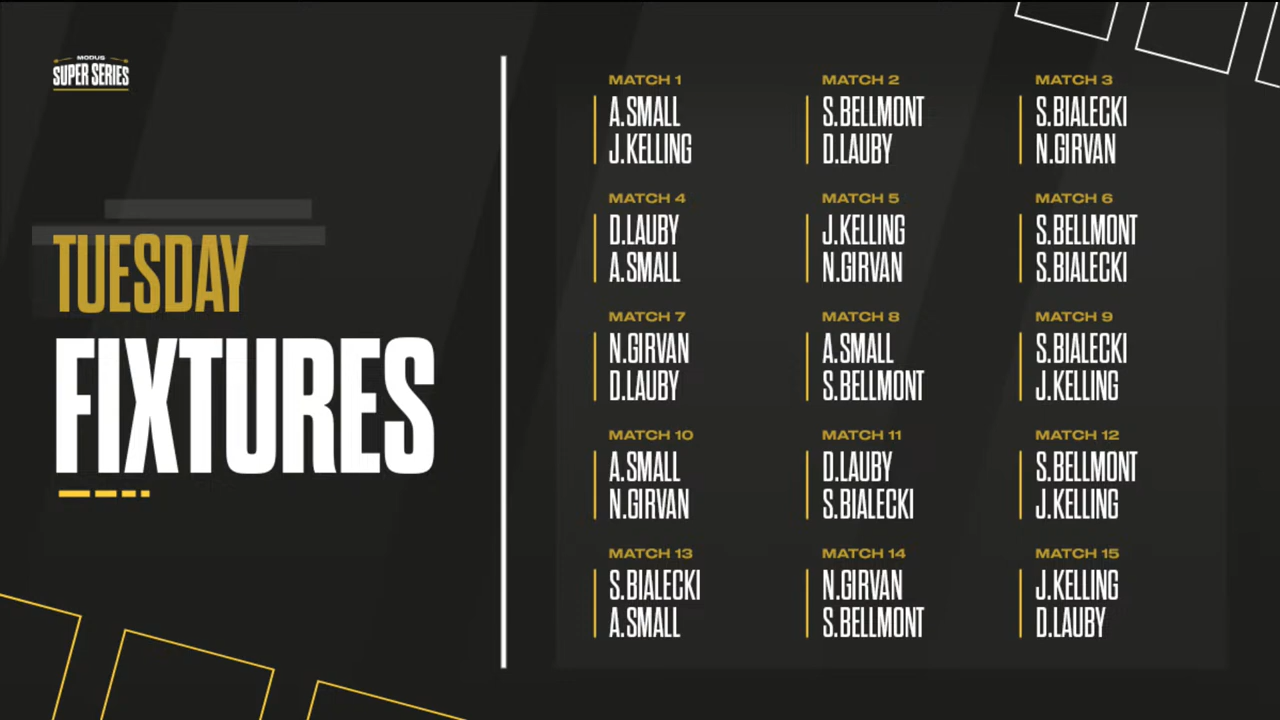 MODUS
SUPER SERIES
TUESDAY
FIXTURES
MATCH 1
A.SMALL
J.KELLING
MATCH 2
S.BELLMONT
D.LAUBY
MATCH 3
S.BIALECKI
N.GIRVAN
MATCH 4
D.LAUBY
A.SMALL
MATCH 5
J.KELLING
N.GIRVAN
MATCH 6
S.BELLMONT
S.BIALECKI
MATCH 7
N.GIRVAN
D.LAUBY
MATCH 8
A.SMALL
S.BELLMONT
MATCH 9
S.BIALECKI
J.KELLING
MATCH 10
A.SMALL
N.GIRVAN
MATCH 11
D.LAUBY
S.BIALECKI
MATCH 12
S.BELLMONT
J.KELLING
MATCH 13
S.BIALECKI
A.SMALL
MATCH 14
N.GIRVAN
S.BELLMONT
MATCH 15
J.KELLING
D.LAUBY